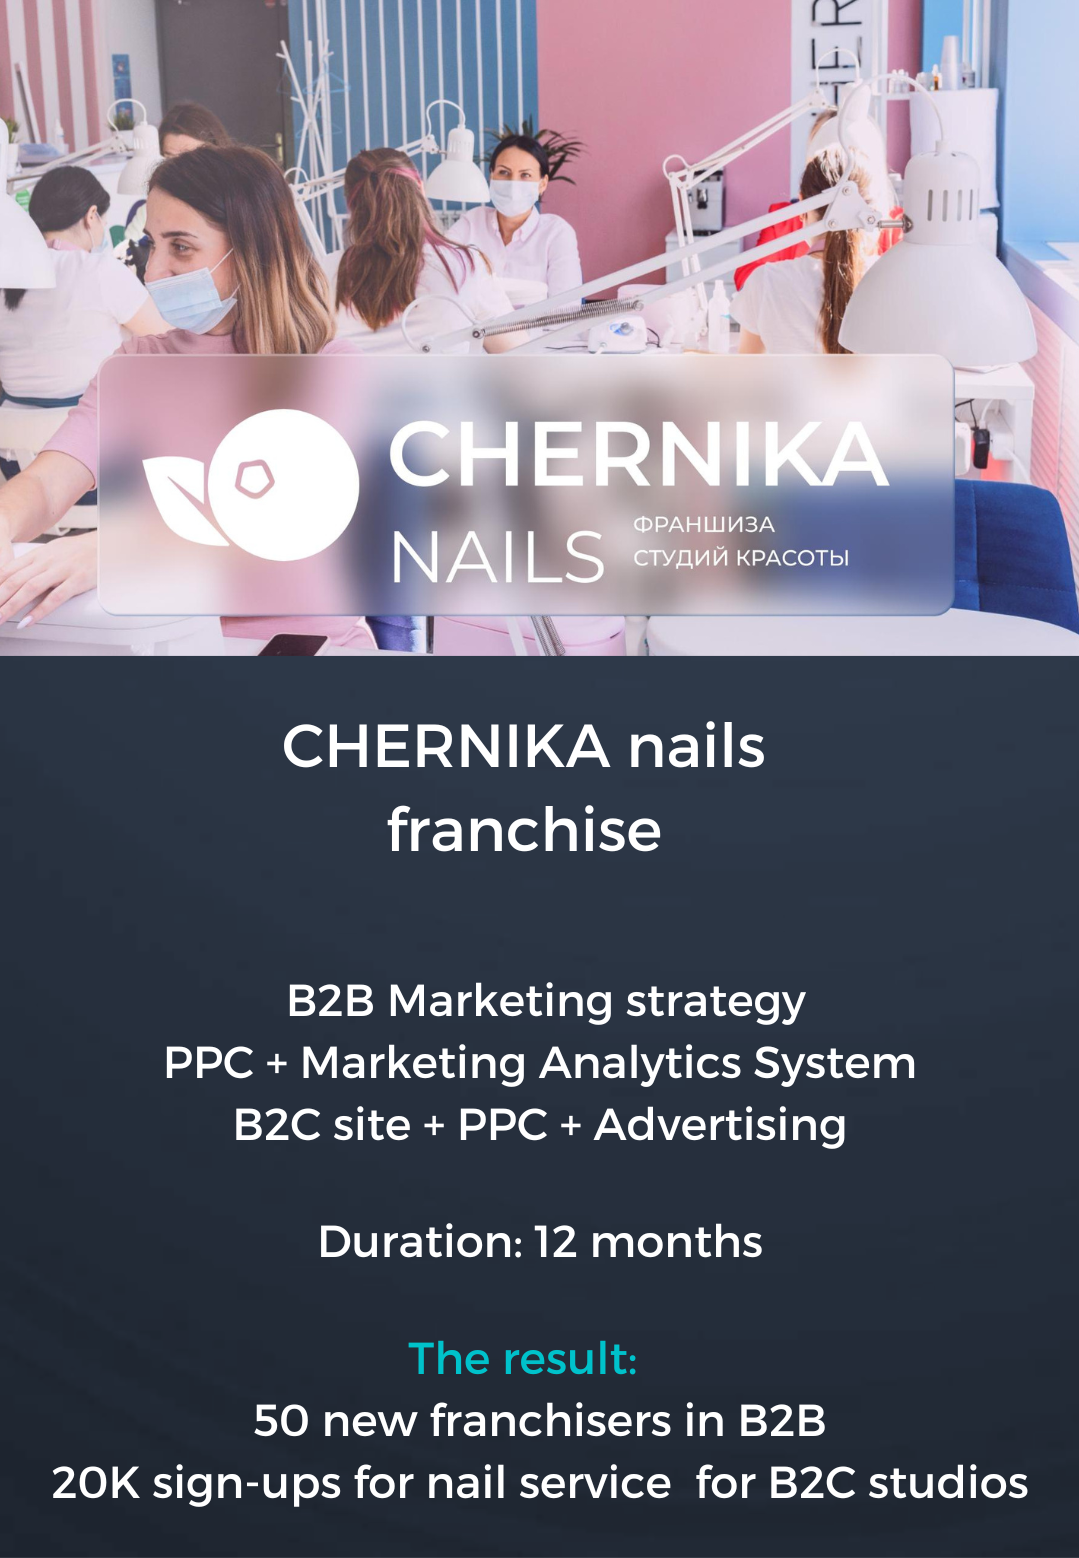 HER
CHERNIKA
NAILS
ФРАНШИЗА
СТУДИЙ КРАСОТЫ
CHERNIKA nails
franchise
B2B Marketing strategy
PPC + Marketing Analytics System
B2C site + PPC + Advertising
Duration: 12 months
The result:
50 new franchisers in B2B
20K sign-ups for nail service  for B2C studios